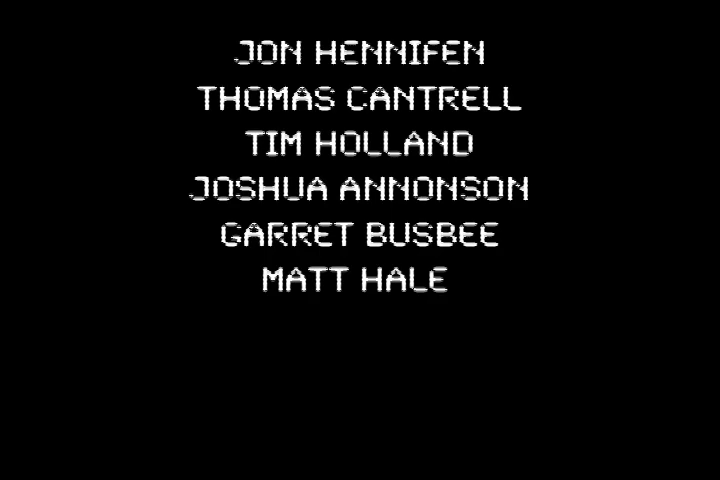 JON HENNIFEN
THOMAS CANTRELL
TIM HOLLAND
JOSHUA ANNONSON
GARRET BUSBEE
MATT HALE